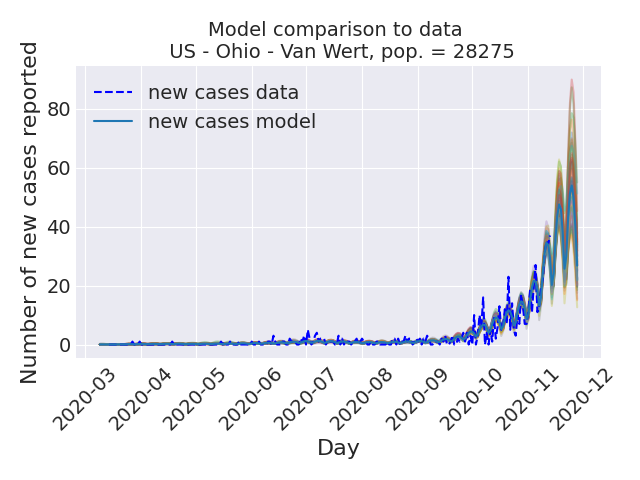 Model comparison to data
US - Ohio - Van Wert, pop. = 28275
Number of new cases reported
80
60
40
20
0
new cases data
new cases model
2020-03
2020-04
2020-05
2020-06
2020-07
2020-08
2020-09
2020-10
2020-11
2020-12
Day